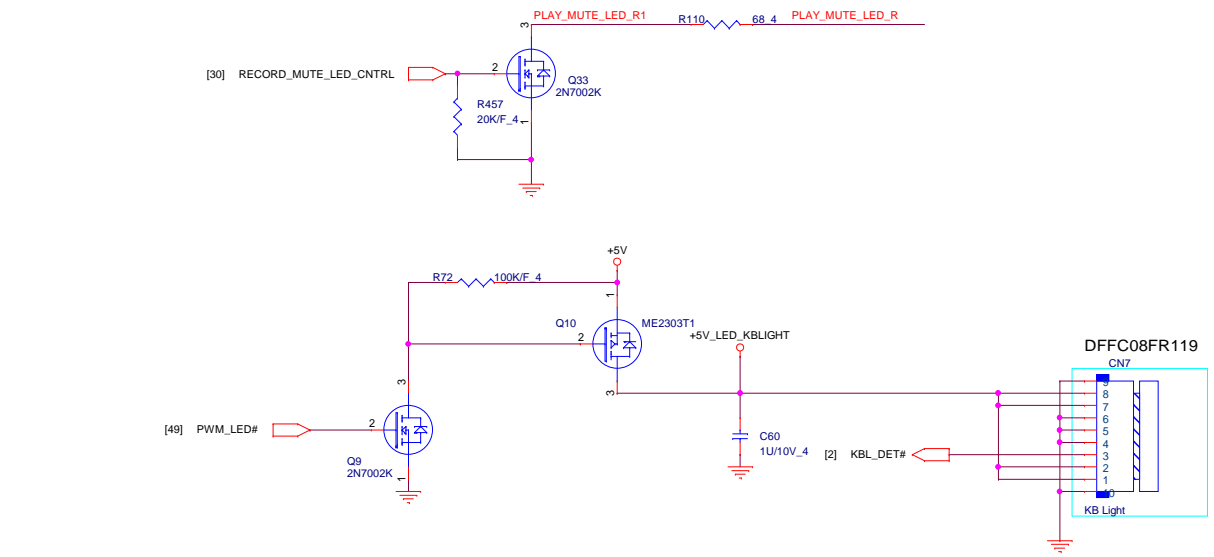 3
PLAY_MUTE_LED_R1
R110
68_4
PLAY_MUTE_LED_R
[30] RECORD_MUTE_LED_CNTRL
2
Q33
2N7002K
R457
20K/F_4
1
+5V
R72
100K/F_4
1
Q10
ME2303T1
2
+5V_LED_KBLIGHT
DFFC08FR119
CN7
3
3
9
8
7
6
5
4
3
2
1
10
[49] PWM_LED#
2
C60
1U/10V_4
[2] KBL_DET#
Q9
2N7002K
1
KB Light